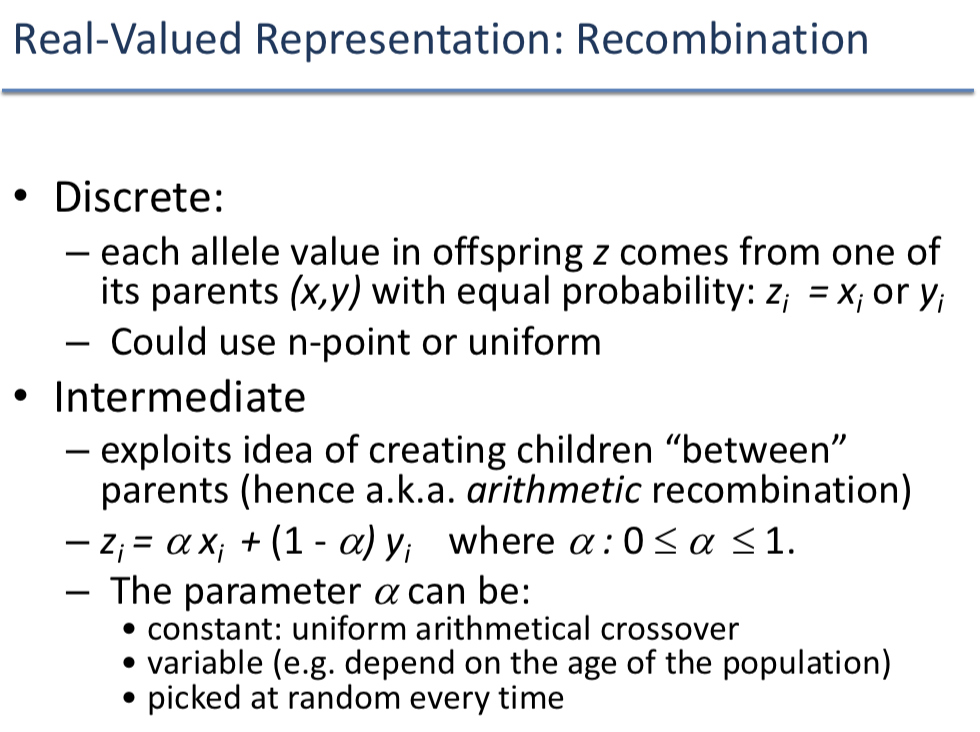 Real-Valued Representation: Recombination
• Discrete:
– each allele value in offspring z comes from one of
its parents (x,y) with equal probability: zᵢ = xᵢ or yᵢ
– Could use n-point or uniform
• Intermediate
– exploits idea of creating children “between”
parents (hence a.k.a. arithmetic recombination)
– zᵢ = α xᵢ + (1 - α) yᵢ where α : 0 ≤ α ≤ 1.
– The parameter α can be:
• constant: uniform arithmetical crossover
• variable (e.g. depend on the age of the population)
• picked at random every time